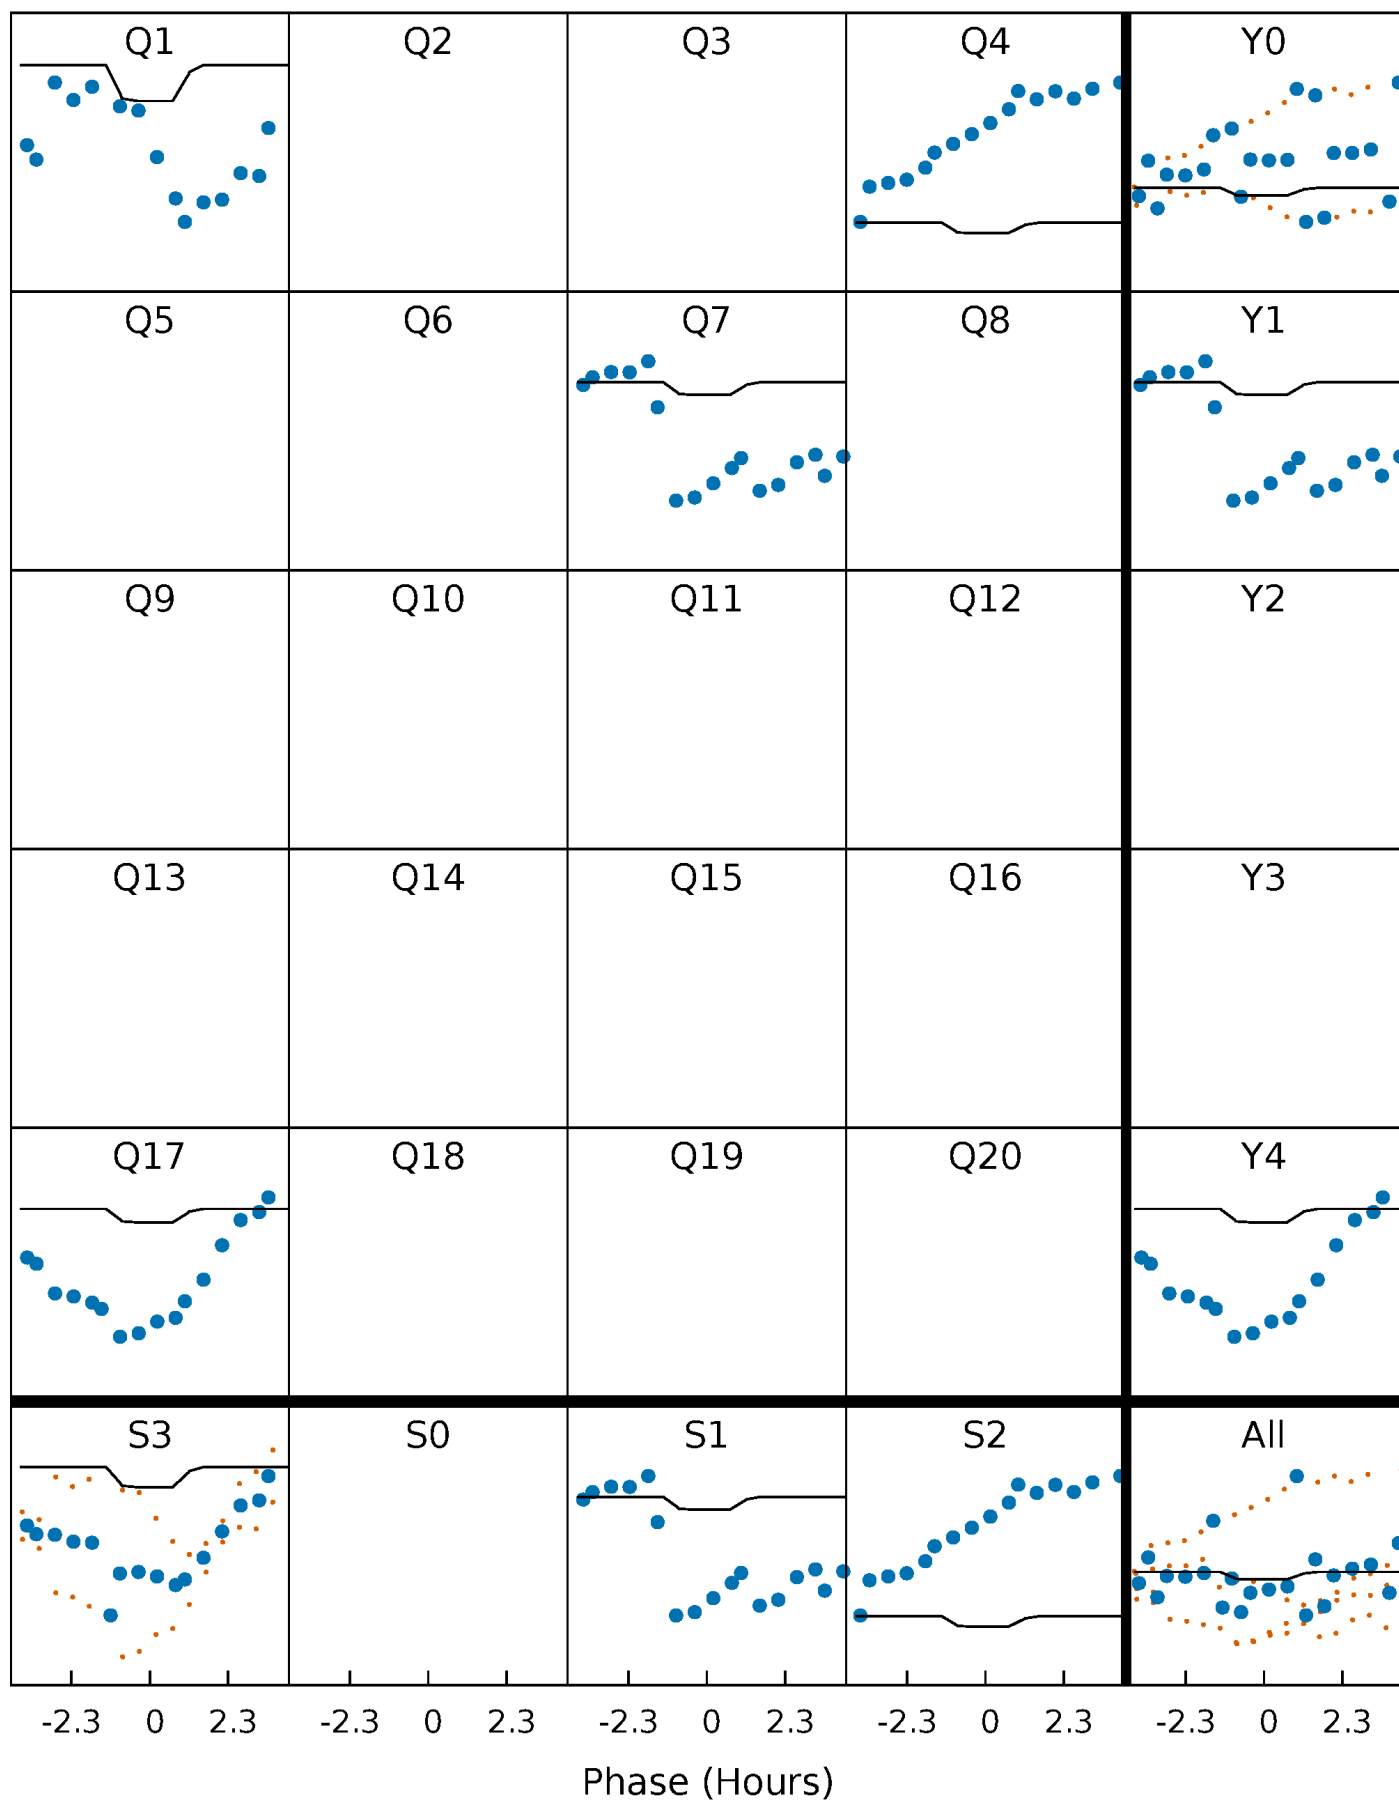 Q1 Q2 Q3 Q4 Y0
Q5 Q6 Q7 Q8 Y1
Q9 Q10 Q11 Q12 Y2
Q13 Q14 Q15 Q16 Y3
Q17 Q18 Q19 Q20 Y4
S3 S0 S1 S2 All
-2.3 0 2.3 -2.3 0 2.3 -2.3 0 2.3 -2.3 0 2.3 -2.3 0 2.3
Phase (Hours)